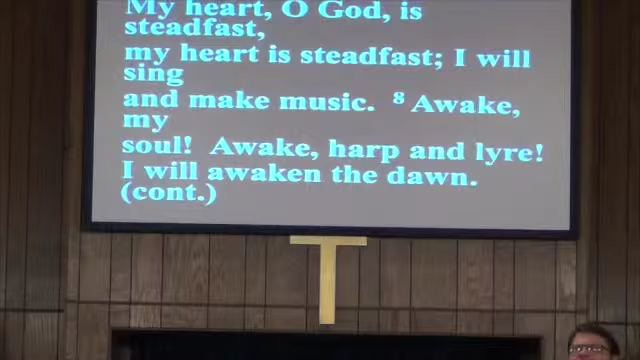 My heart, O God, is
steadfast,
my heart is steadfast; I will
sing
and make music. ⁸ Awake,
my
soul! Awake, harp and lyre!
I will awaken the dawn.
(cont.)